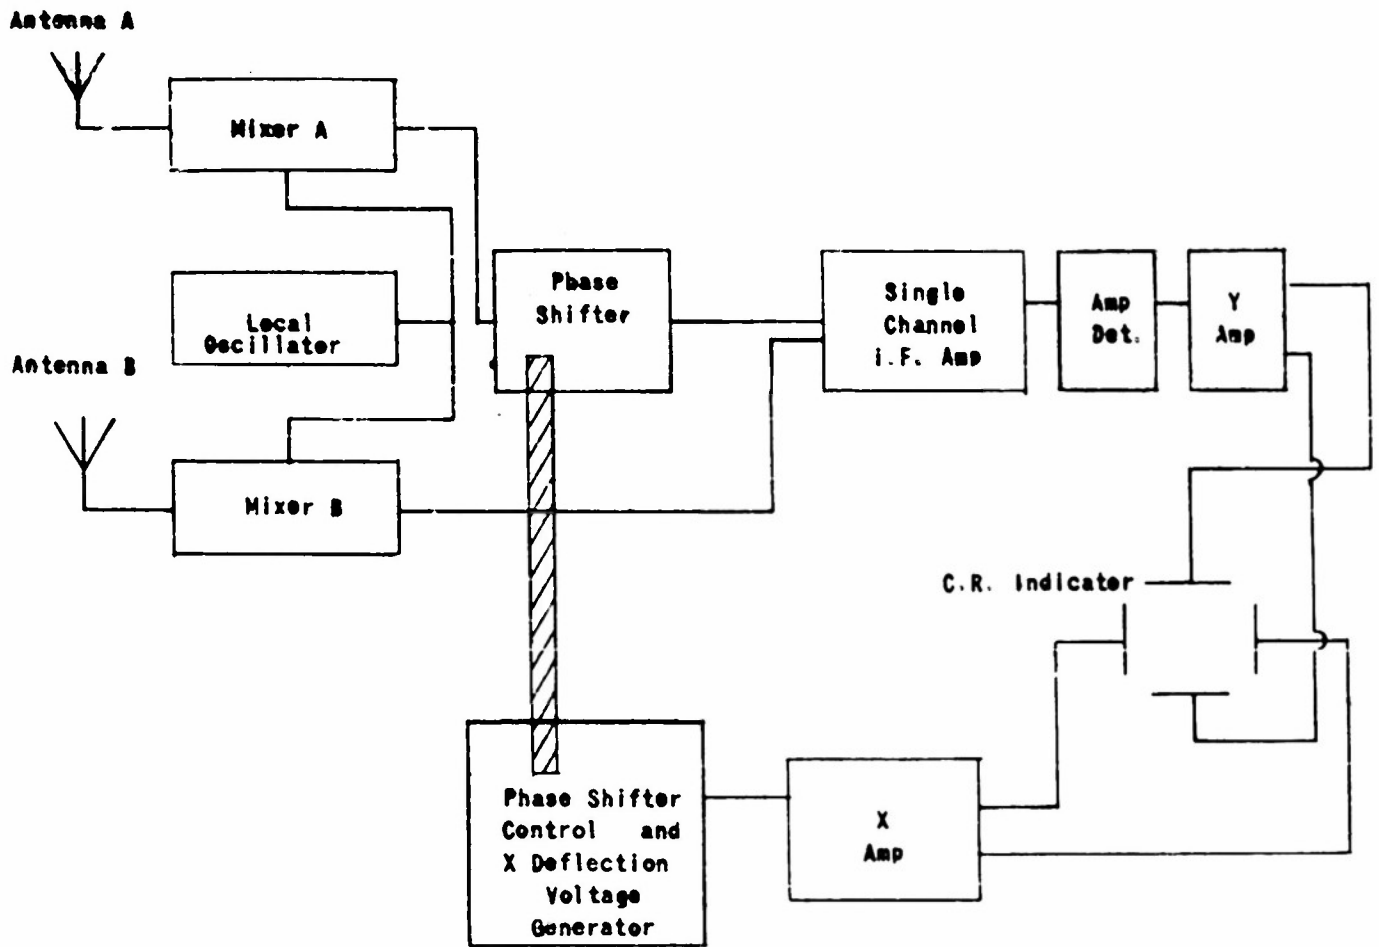 Antenna A
Mixer A
Phase
Shifter
Local
Oscillator
Single
Channel
i.F. Amp
Amp
Det.
Y
Amp
Antenna B
Mixer B
C.R. Indicator
Phase Shifter
Control and
X Deflection
Voltage
Generator
X
Amp